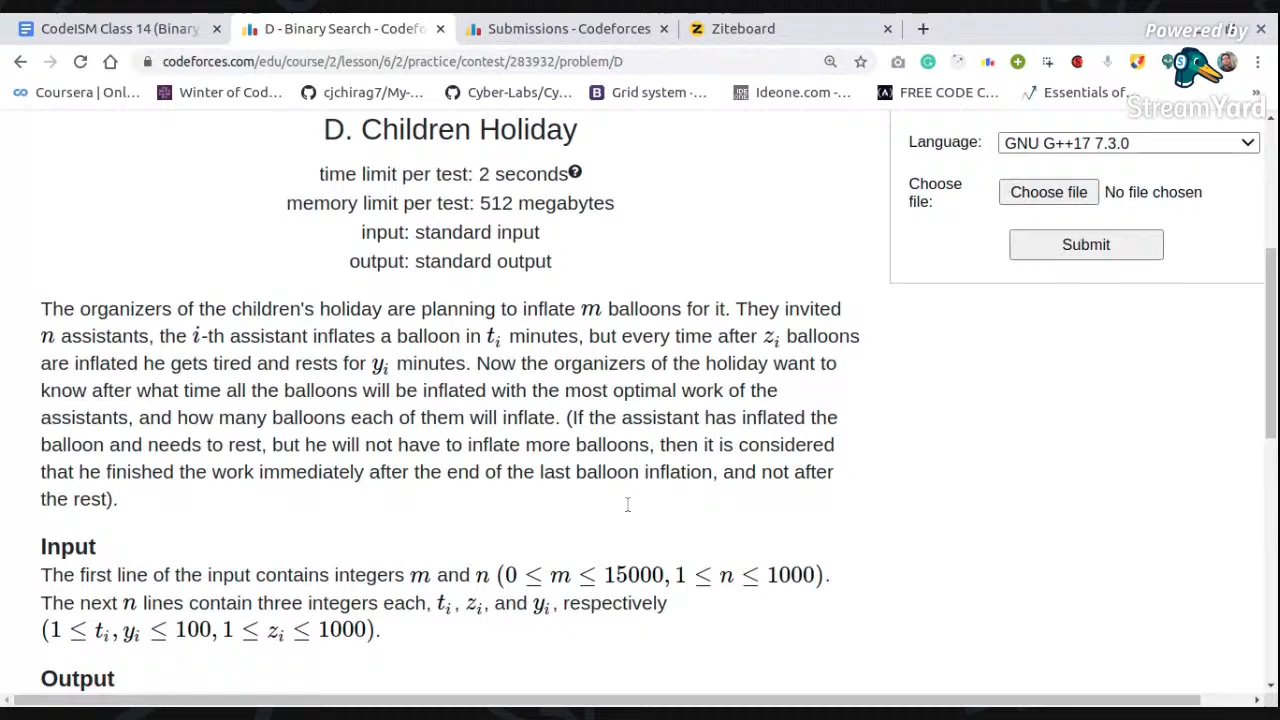 CodeISM Class 14 (Binary
D - Binary Search - Codefo
Submissions - Codeforces
Ziteboard
Powered by
codeforces.com/edu/course/2/lesson/6/2/practice/contest/283932/problem/D
Coursera | Onl...
Winter of Cod...
cjchirag7/My-...
Cyber-Labs/Cy...
Grid system ·...
Ideone.com -...
FREE CODE C...
Essentials of...
»
StreamYard
D. Children Holiday
time limit per test: 2 seconds
memory limit per test: 512 megabytes
input: standard input
output: standard output
Language:
GNU G++17 7.3.0
Choose
file:
Choose file No file chosen
Submit
The organizers of the children's holiday are planning to inflate m balloons for it. They invited
n assistants, the i-th assistant inflates a balloon in tᵢ minutes, but every time after zᵢ balloons
are inflated he gets tired and rests for yᵢ minutes. Now the organizers of the holiday want to
know after what time all the balloons will be inflated with the most optimal work of the
assistants, and how many balloons each of them will inflate. (If the assistant has inflated the
balloon and needs to rest, but he will not have to inflate more balloons, then it is considered
that he finished the work immediately after the end of the last balloon inflation, and not after
the rest).
Input
The first line of the input contains integers m and n (0 ≤ m ≤ 15000, 1 ≤ n ≤ 1000).
The next n lines contain three integers each, tᵢ, zᵢ, and yᵢ, respectively
(1 ≤ tᵢ, yᵢ ≤ 100, 1 ≤ zᵢ ≤ 1000).
Output